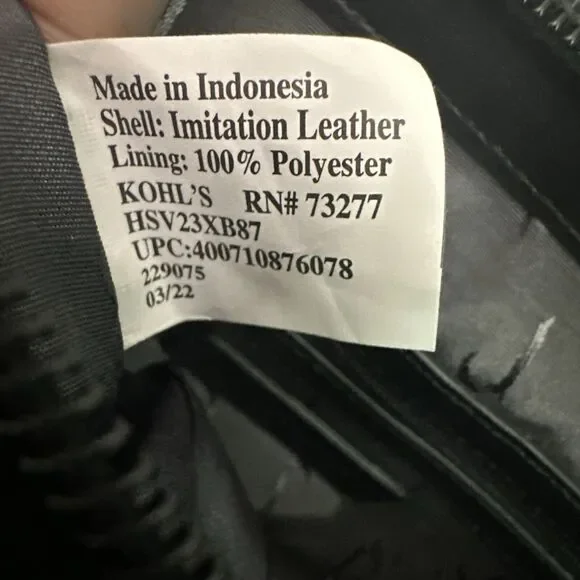 Made in Indonesia
Shell: Imitation Leather
Lining: 100% Polyester
KOHL'S RN# 73277
HSV23XB87
UPC:400710876078
229075
03/22